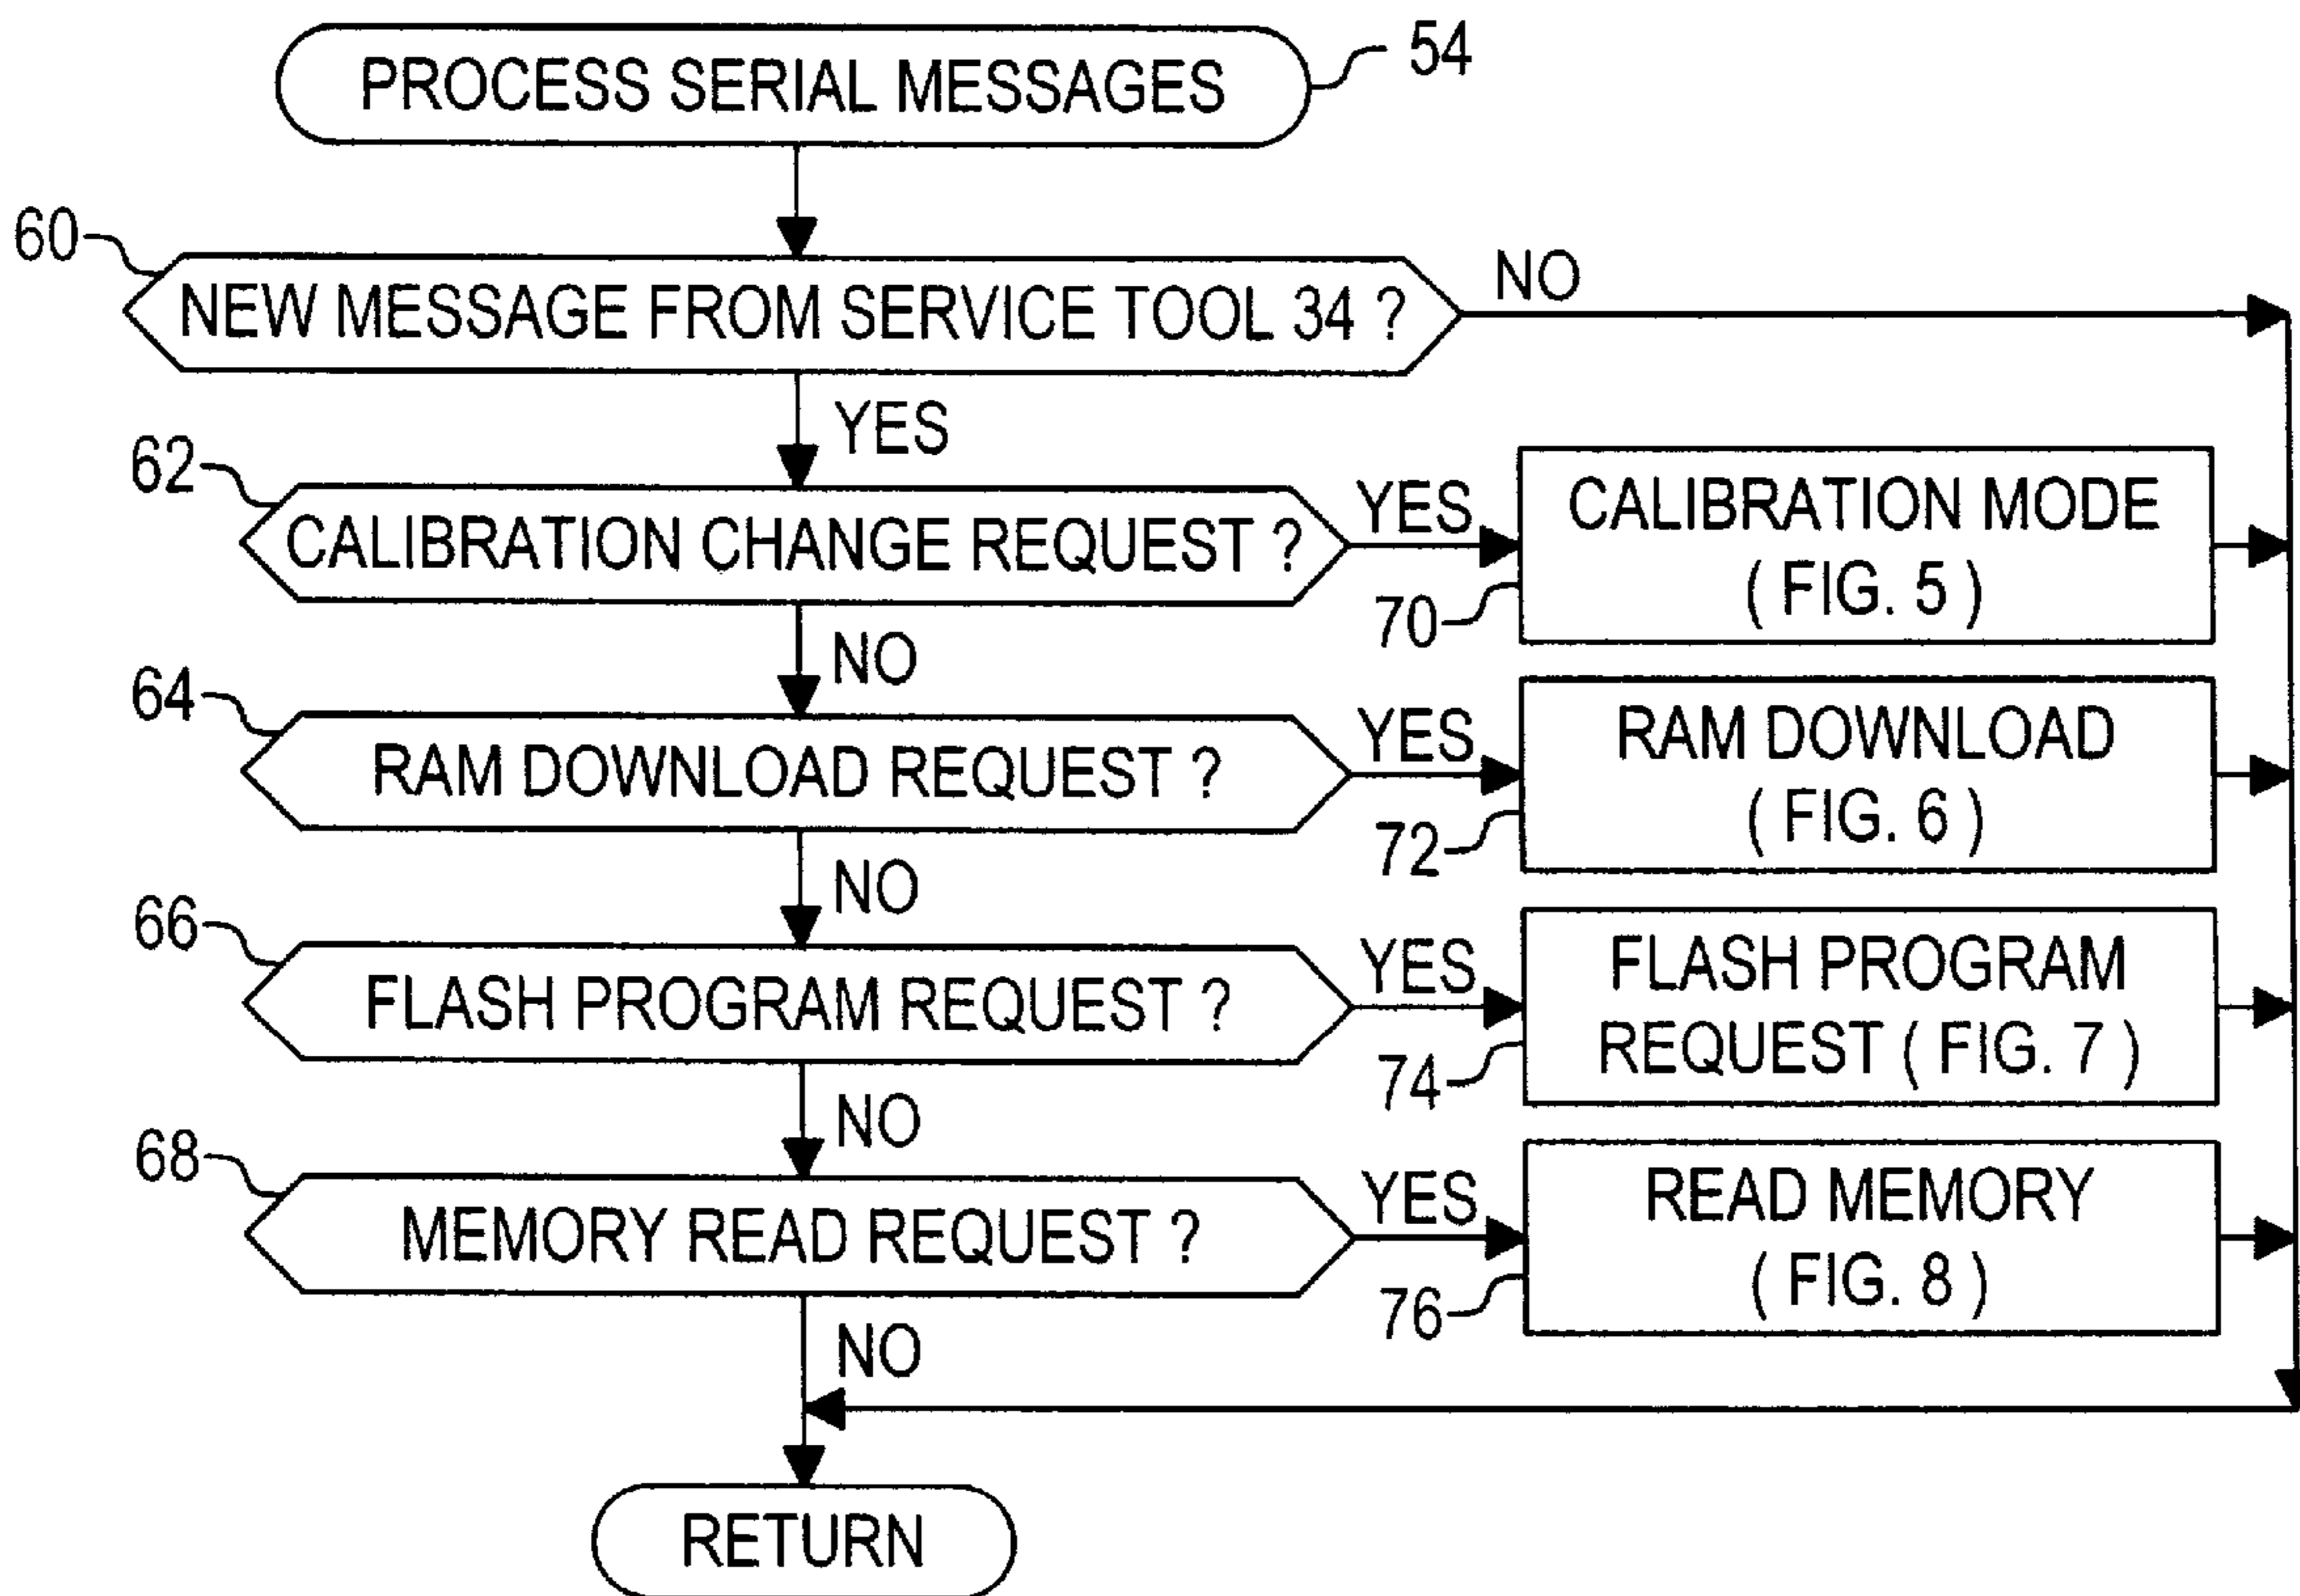 PROCESS SERIAL MESSAGES
54
60
NEW MESSAGE FROM SERVICE TOOL 34 ?
NO
YES
62
CALIBRATION CHANGE REQUEST ?
YES
CALIBRATION MODE
( FIG. 5 )
70
NO
64
RAM DOWNLOAD REQUEST ?
YES
RAM DOWNLOAD
( FIG. 6 )
72
NO
66
FLASH PROGRAM REQUEST ?
YES
FLASH PROGRAM
REQUEST ( FIG. 7 )
74
NO
68
MEMORY READ REQUEST ?
YES
READ MEMORY
( FIG. 8 )
76
NO
RETURN